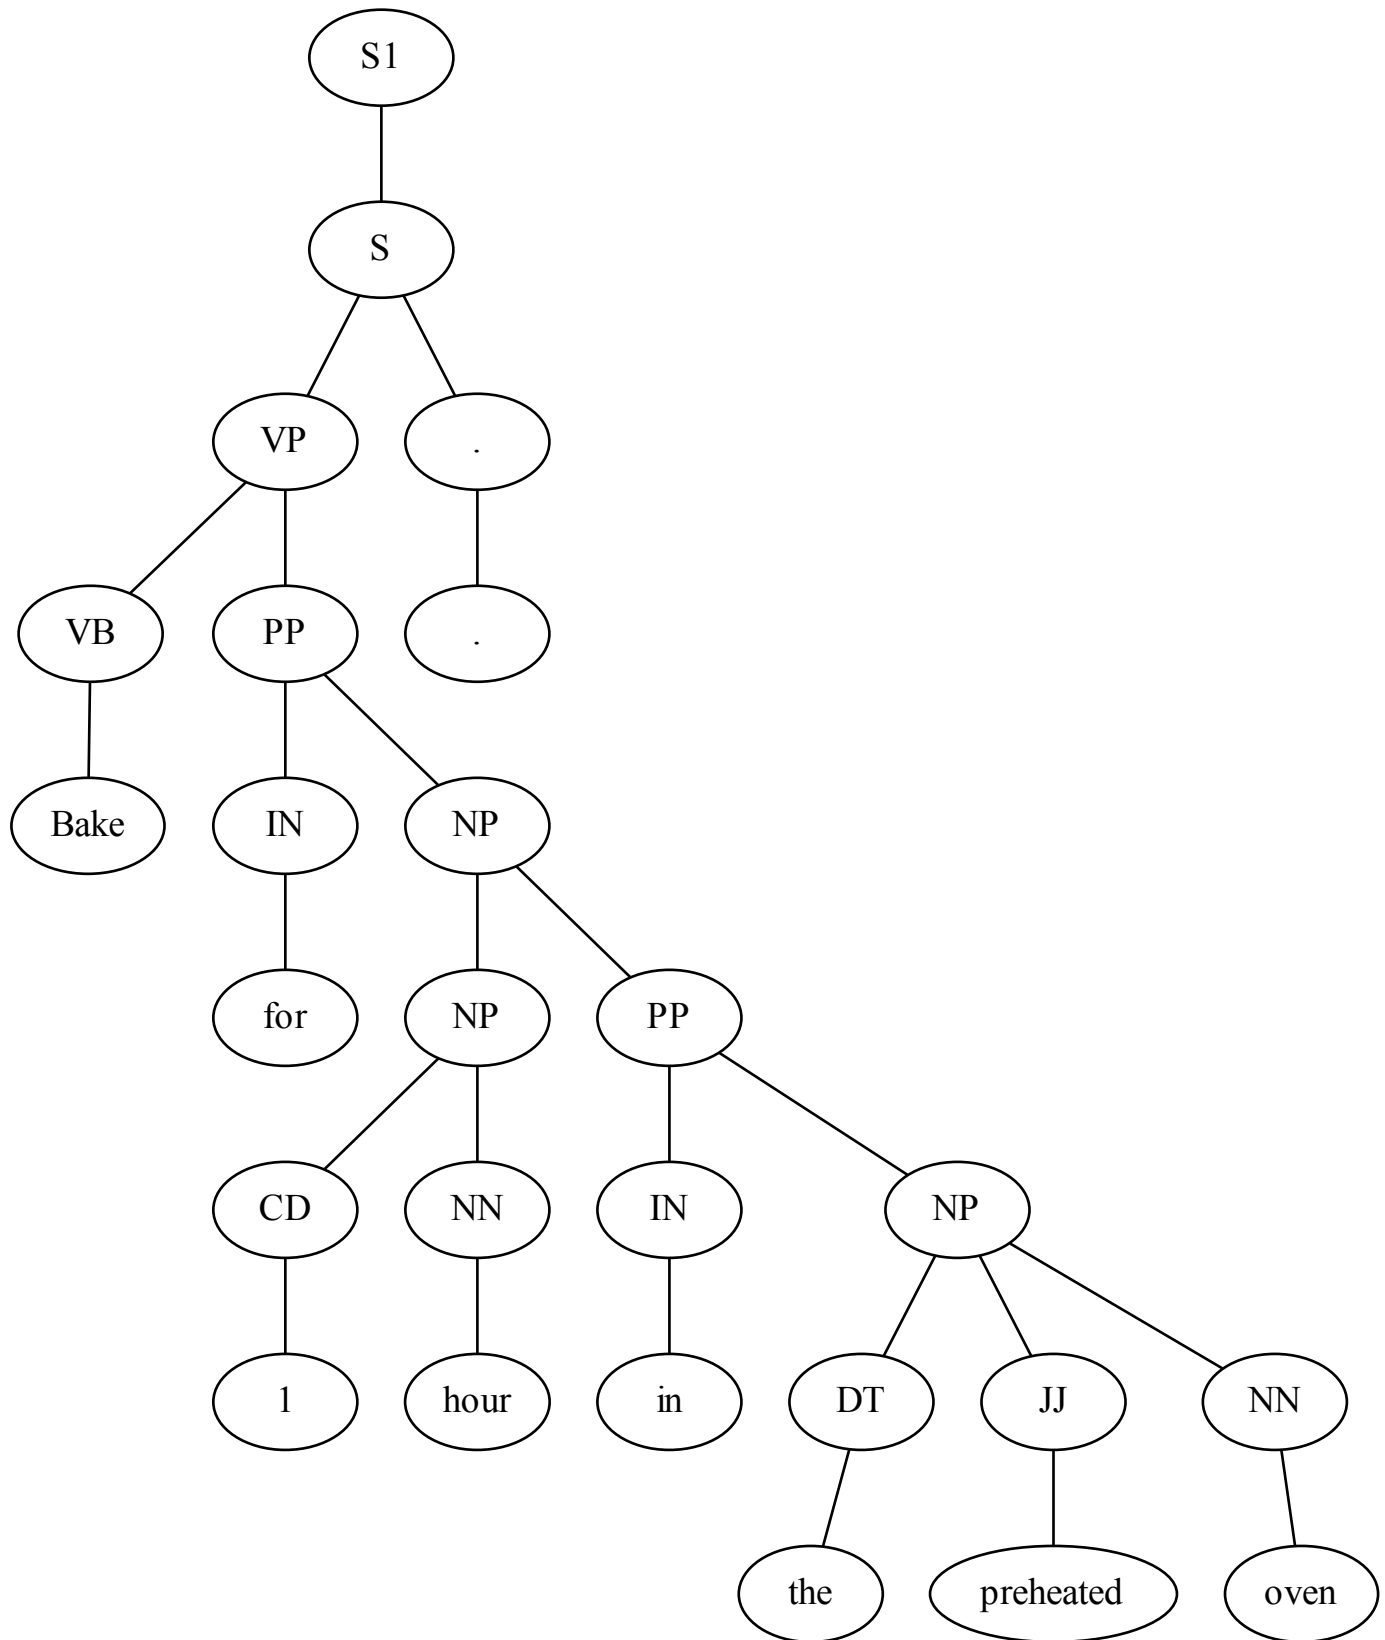 S1
S
VP .
VB PP .
Bake IN NP
for NP PP
CD NN IN NP
1 hour in DT JJ NN
the preheated oven